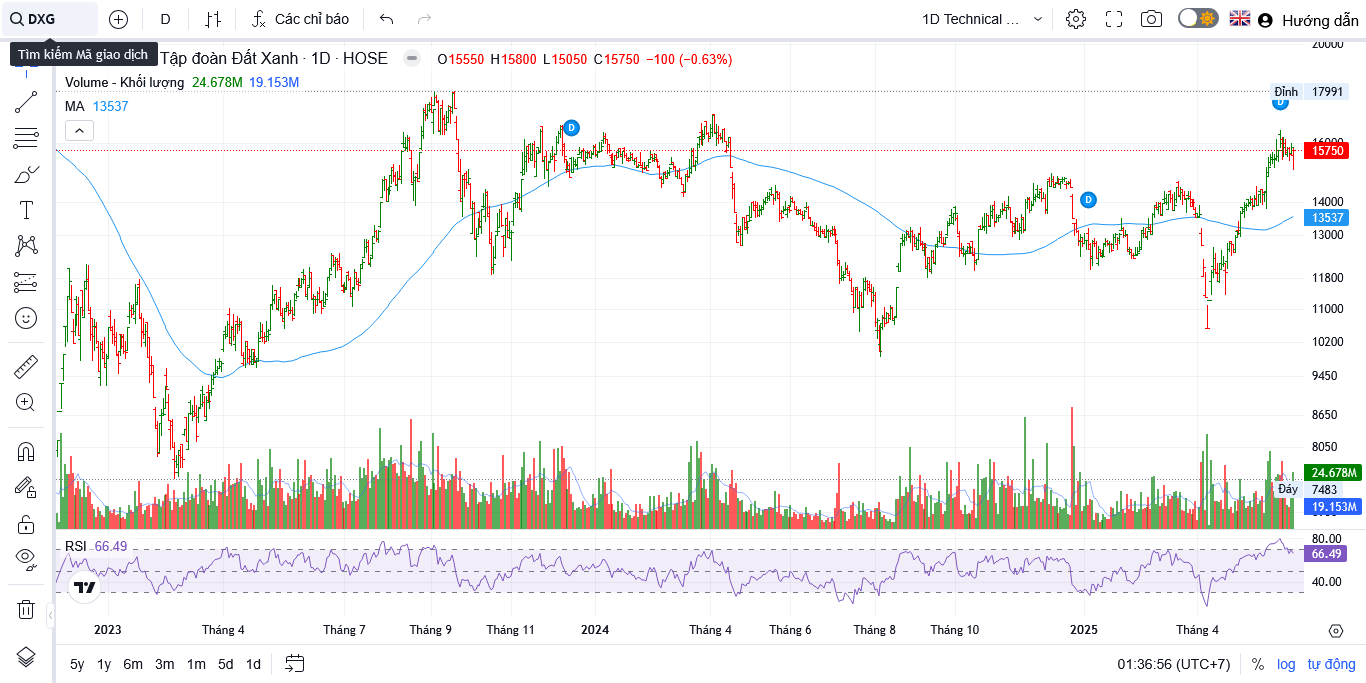 DXG D Các chỉ báo 1D Technical ... Hướng dẫn
Tìm kiếm Mã giao dịch
Tập đoàn Đất Xanh · 1D · HOSE O15550 H15800 L15050 C15750 −100 (−0.63%)
Volume - Khối lượng 24.678M 19.153M
MA 13537
D
D
D
20000
Đỉnh 17991
15750
14000
13537
13000
11800
11000
10200
9450
8650
8050
24.678M
Đáy 7483
19.153M
RSI 66.49
80.00
66.49
40.00
2023 Tháng 4 Tháng 7 Tháng 9 Tháng 11 2024 Tháng 4 Tháng 6 Tháng 8 Tháng 10 2025 Tháng 4
5y 1y 6m 3m 1m 5d 1d 01:36:56 (UTC+7) % log tự động